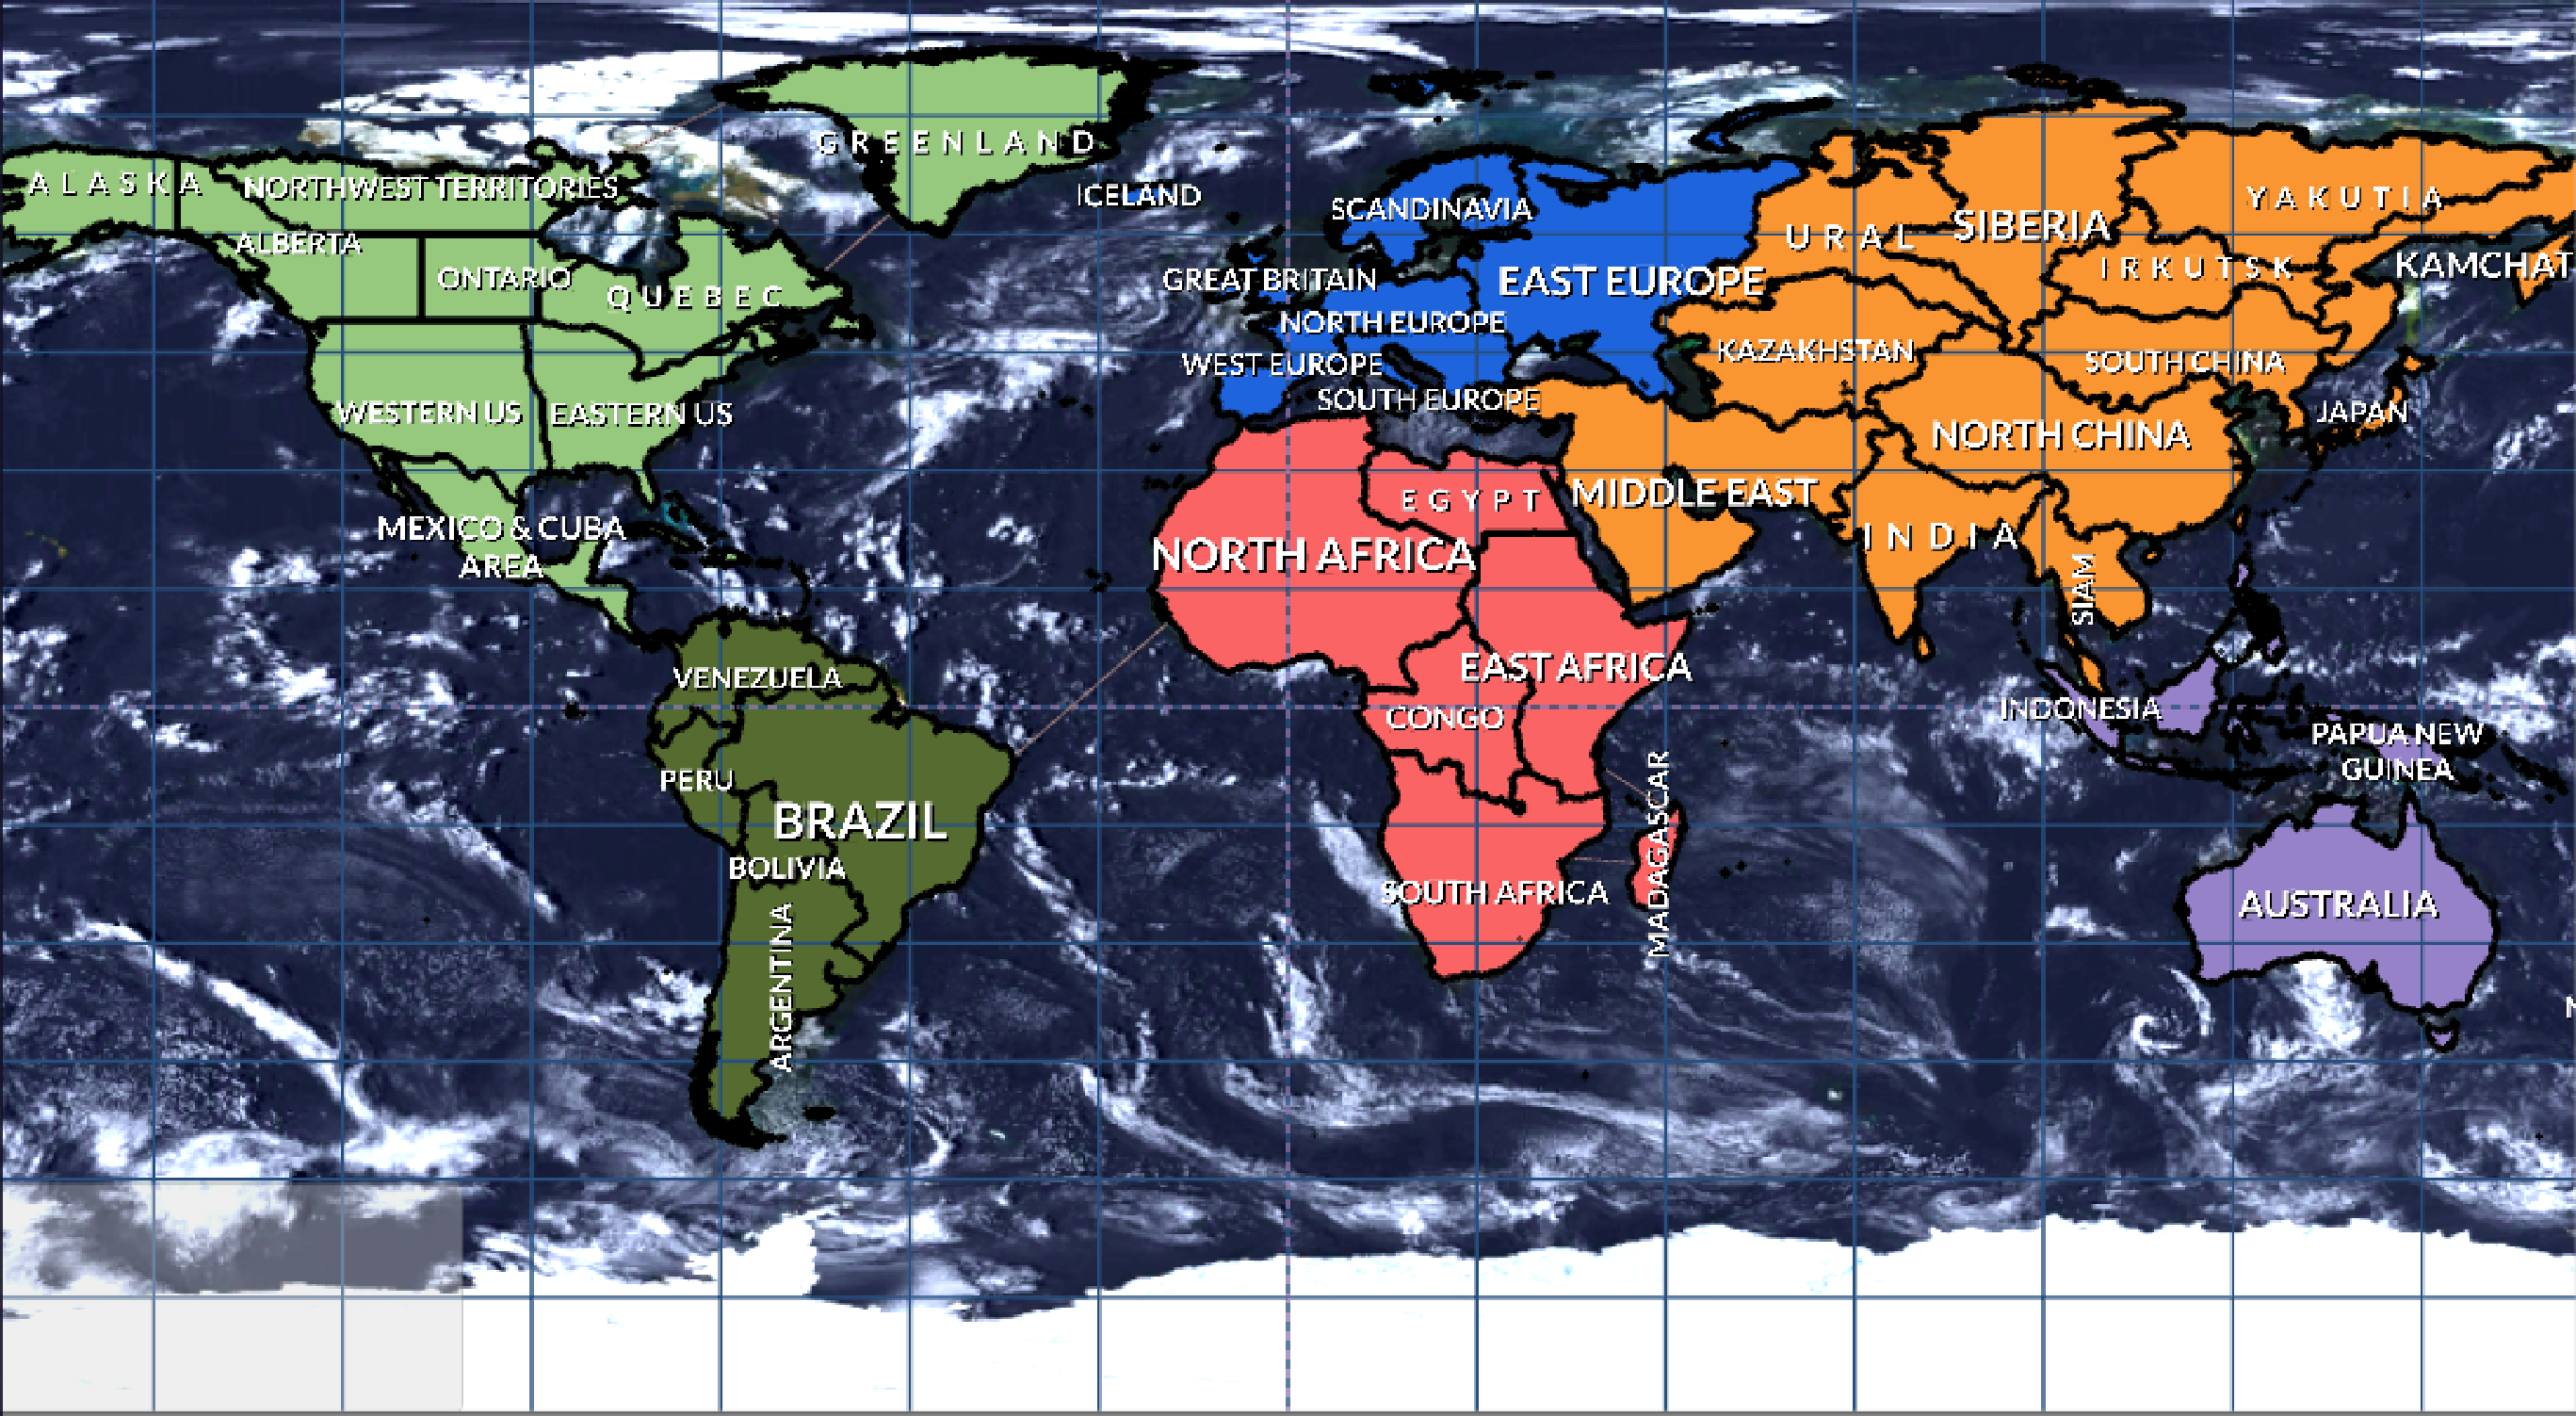 GREENLAND
ALASKA
NORTHWEST TERRITORIES
ICELAND
SCANDINAVIA
YAKUTIA
ALBERTA
URAL
SIBERIA
ONTARIO
QUEBEC
GREAT BRITAIN
EAST EUROPE
IRKUTSK
KAMCHAT
NORTH EUROPE
WEST EUROPE
KAZAKHSTAN
SOUTH CHINA
WESTERN US
EASTERN US
SOUTH EUROPE
JAPAN
NORTH CHINA
EGYPT
MIDDLE EAST
MEXICO & CUBA
AREA
NORTH AFRICA
INDIA
SIAM
VENEZUELA
EAST AFRICA
CONGO
INDONESIA
PAPUA NEW
GUINEA
PERU
BRAZIL
BOLIVIA
MADAGASCAR
SOUTH AFRICA
AUSTRALIA
ARGENTINA